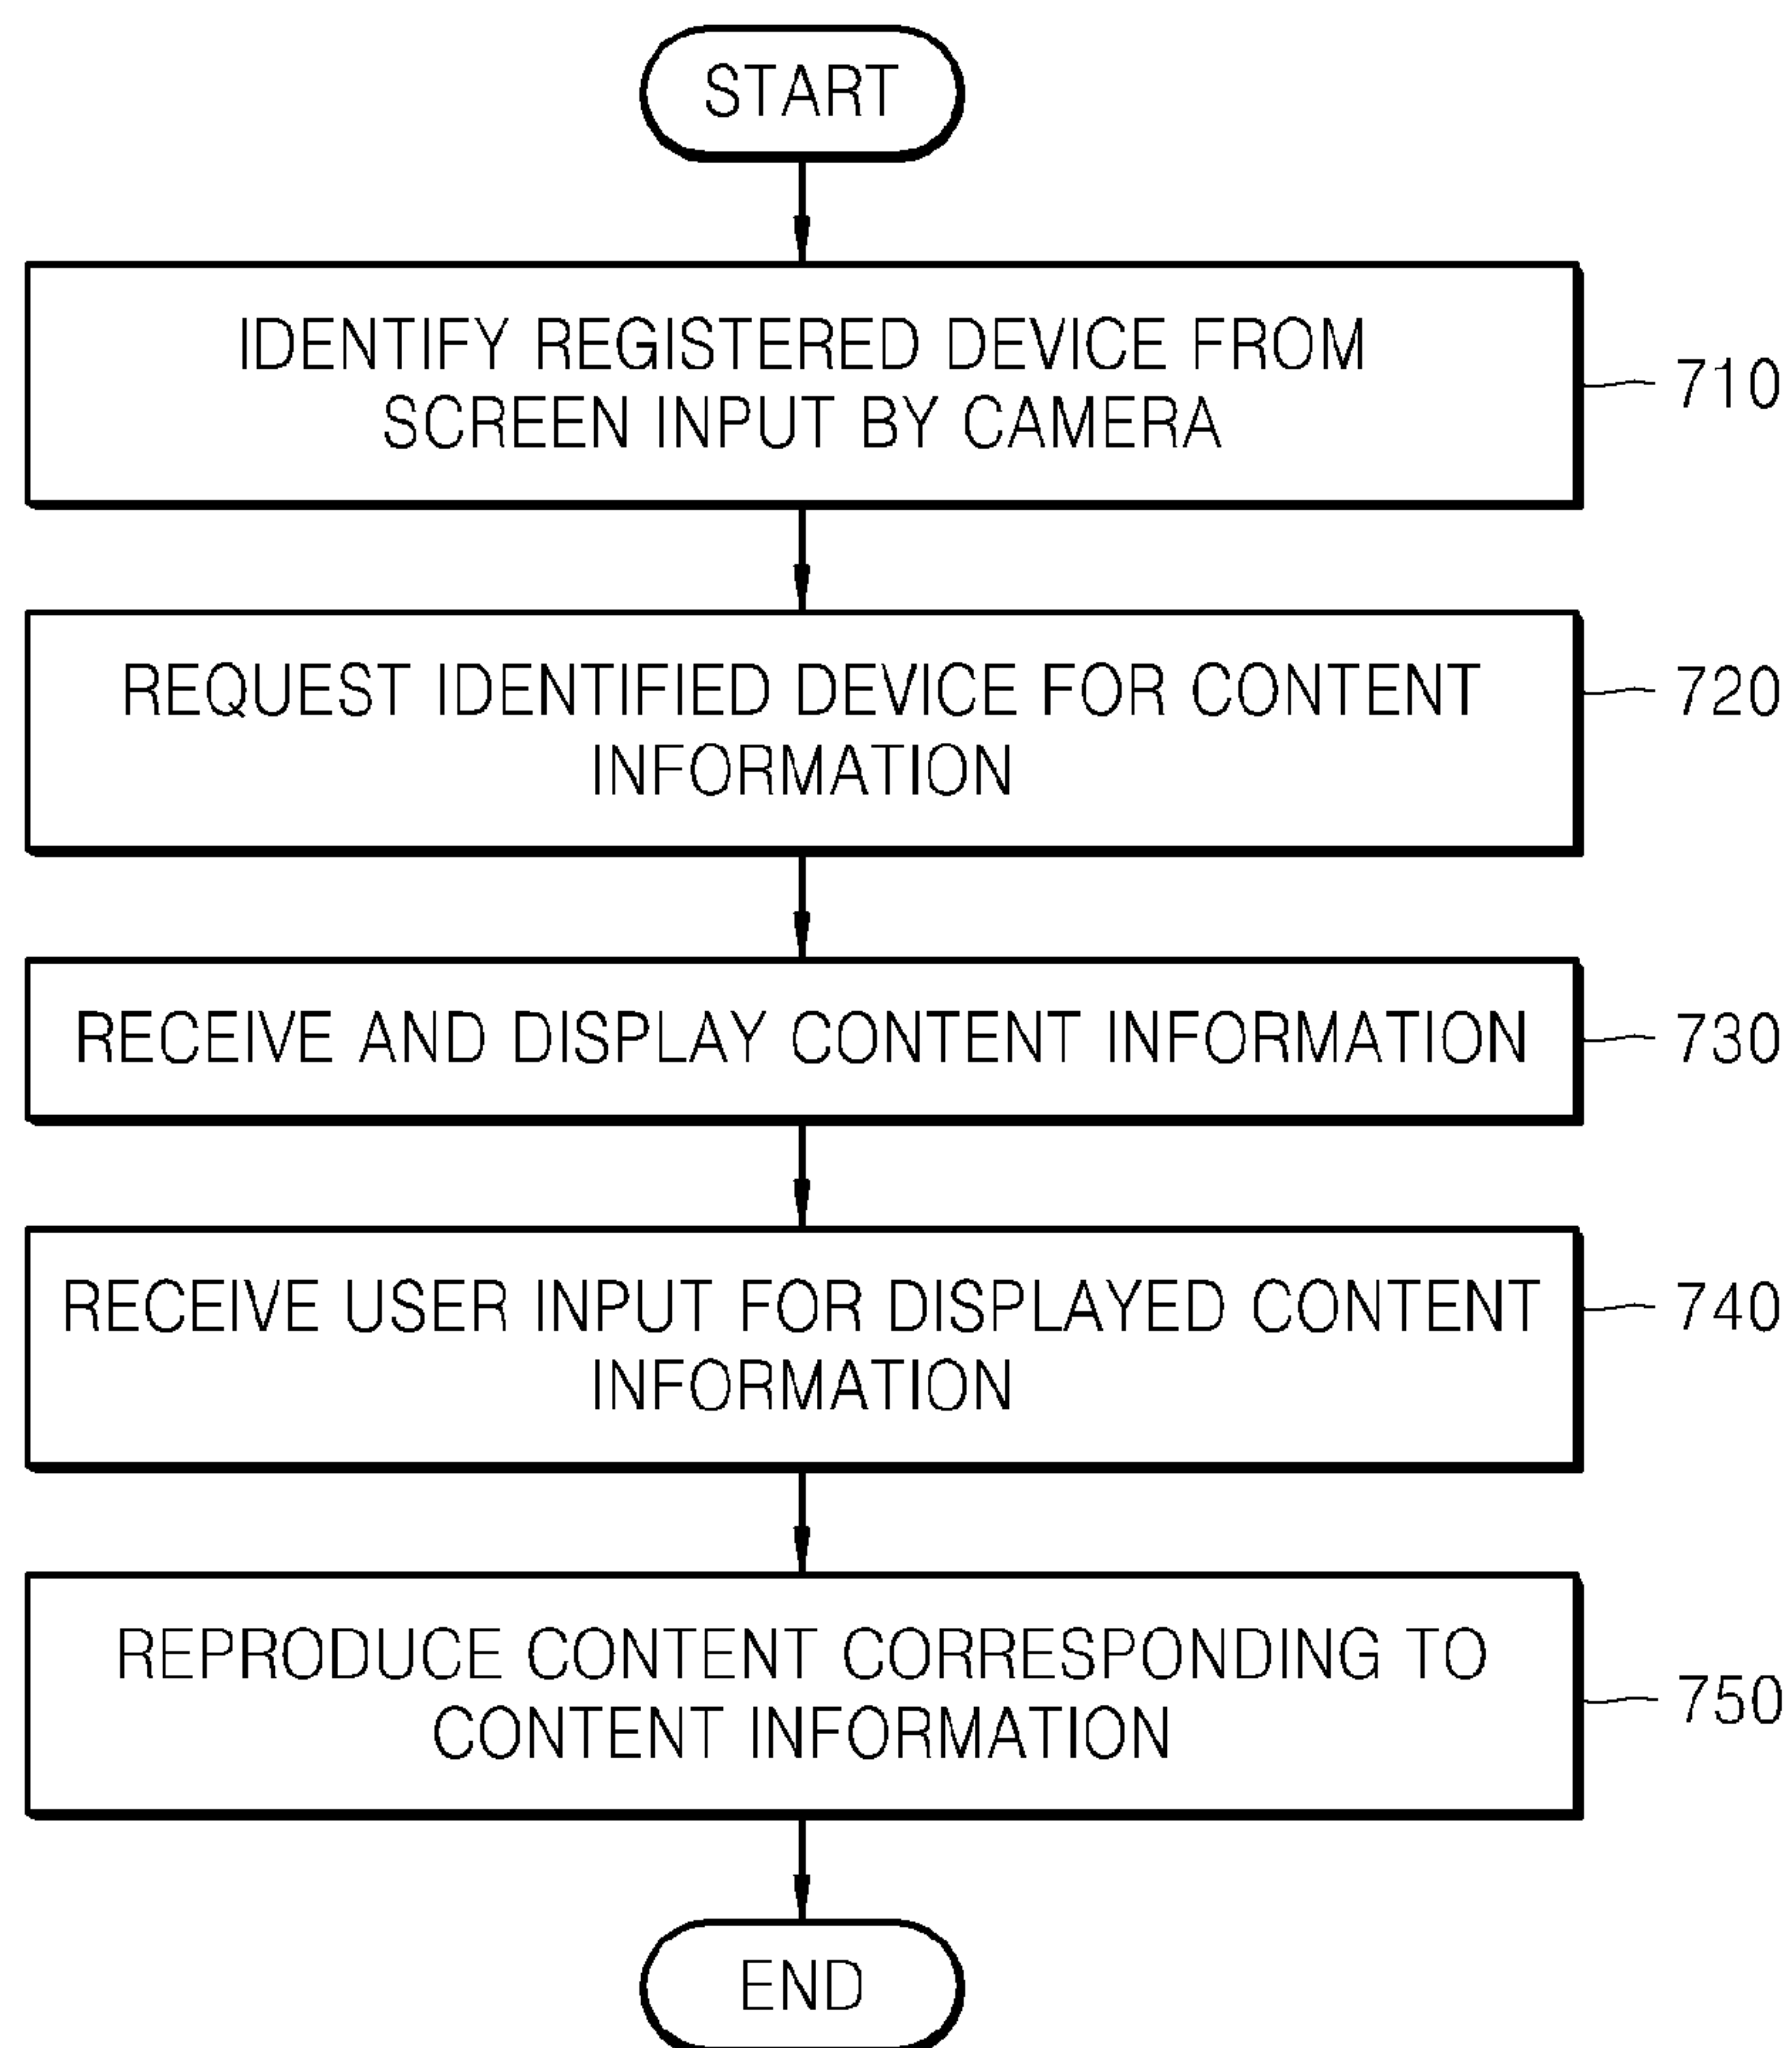 START
IDENTIFY REGISTERED DEVICE FROM
SCREEN INPUT BY CAMERA
710
REQUEST IDENTIFIED DEVICE FOR CONTENT
INFORMATION
720
RECEIVE AND DISPLAY CONTENT INFORMATION
730
RECEIVE USER INPUT FOR DISPLAYED CONTENT
INFORMATION
740
REPRODUCE CONTENT CORRESPONDING TO
CONTENT INFORMATION
750
END